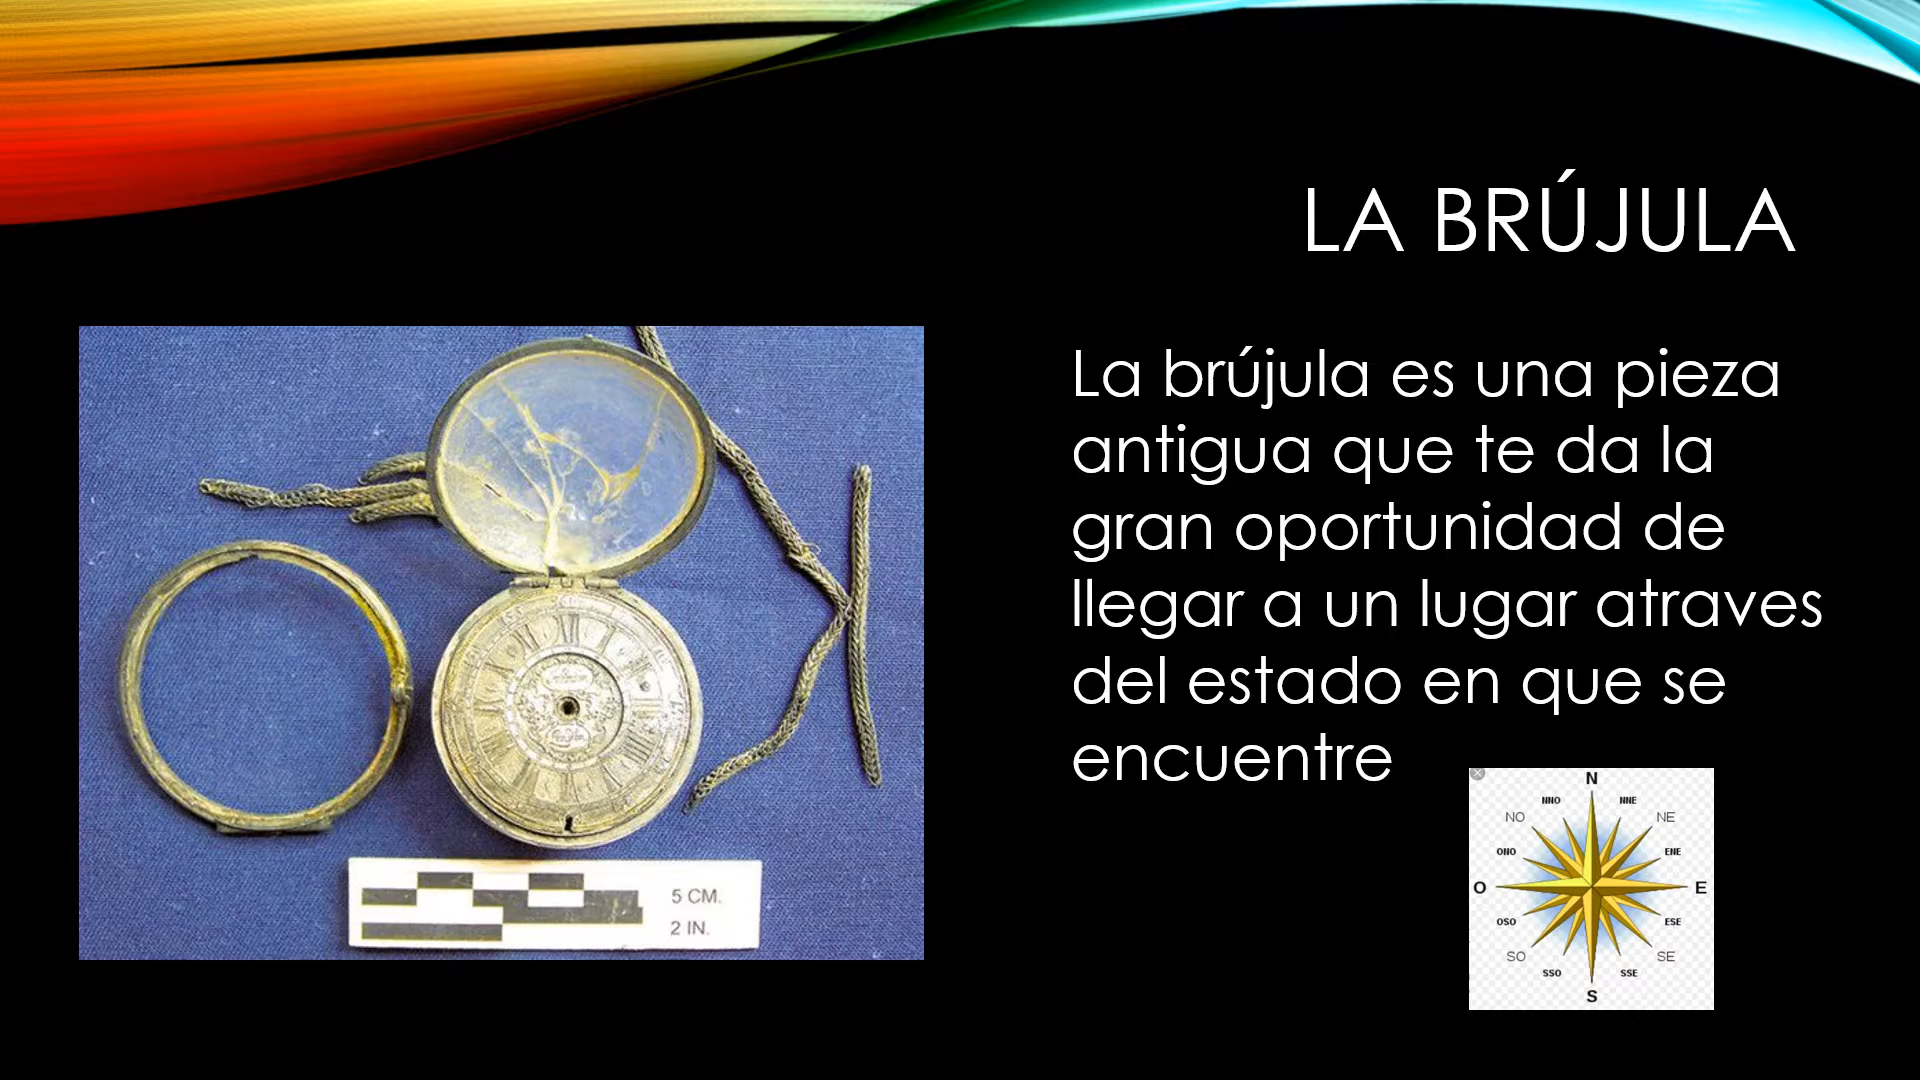 LA BRÚJULA
La brújula es una pieza
antigua que te da la
gran oportunidad de
llegar a un lugar atraves
del estado en que se
encuentre
5 CM.
2 IN.
N
NNO NNE
NO NE
ONO ENE
O E
OSO ESE
SO SE
SSO SSE
S